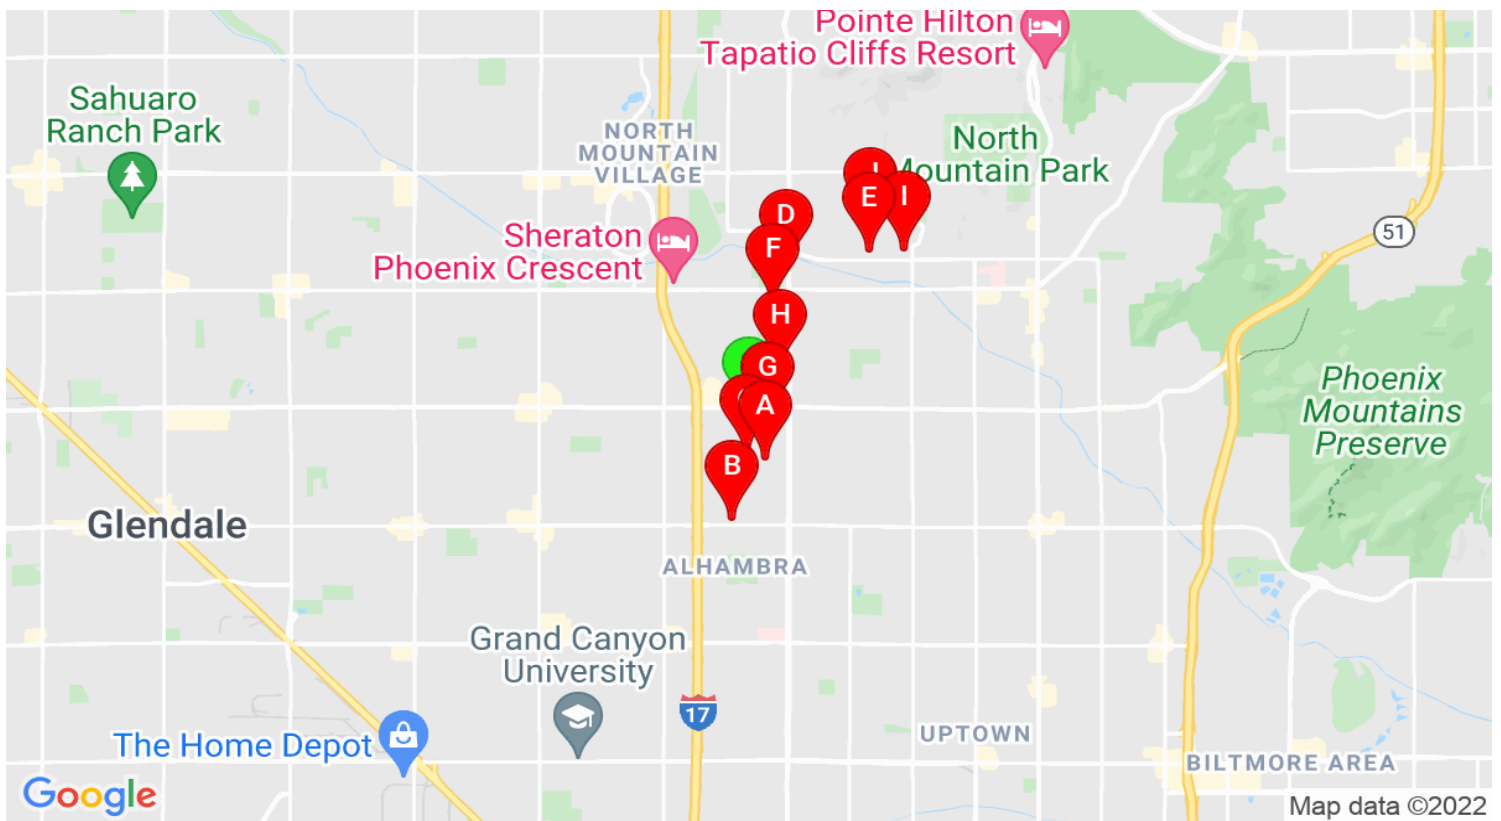 Pointe Hilton
Tapatio Cliffs Resort
Sahuaro
Ranch Park
NORTH
MOUNTAIN
VILLAGE
North
Mountain Park
E
I
D
Sheraton
Phoenix Crescent
F
51
H
G
A
B
Phoenix
Mountains
Preserve
Glendale
ALHAMBRA
Grand Canyon
University
17
UPTOWN
The Home Depot
BILTMORE AREA
Google
Map data ©2022